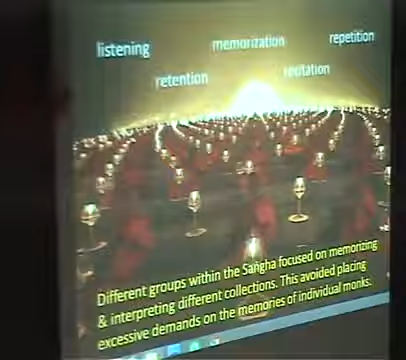 listening
memorization
repetition
retention
recitation
Different groups within the Saṅgha focused on memorizing
& interpreting different collections. This avoided placing
excessive demands on the memories of individual monks.